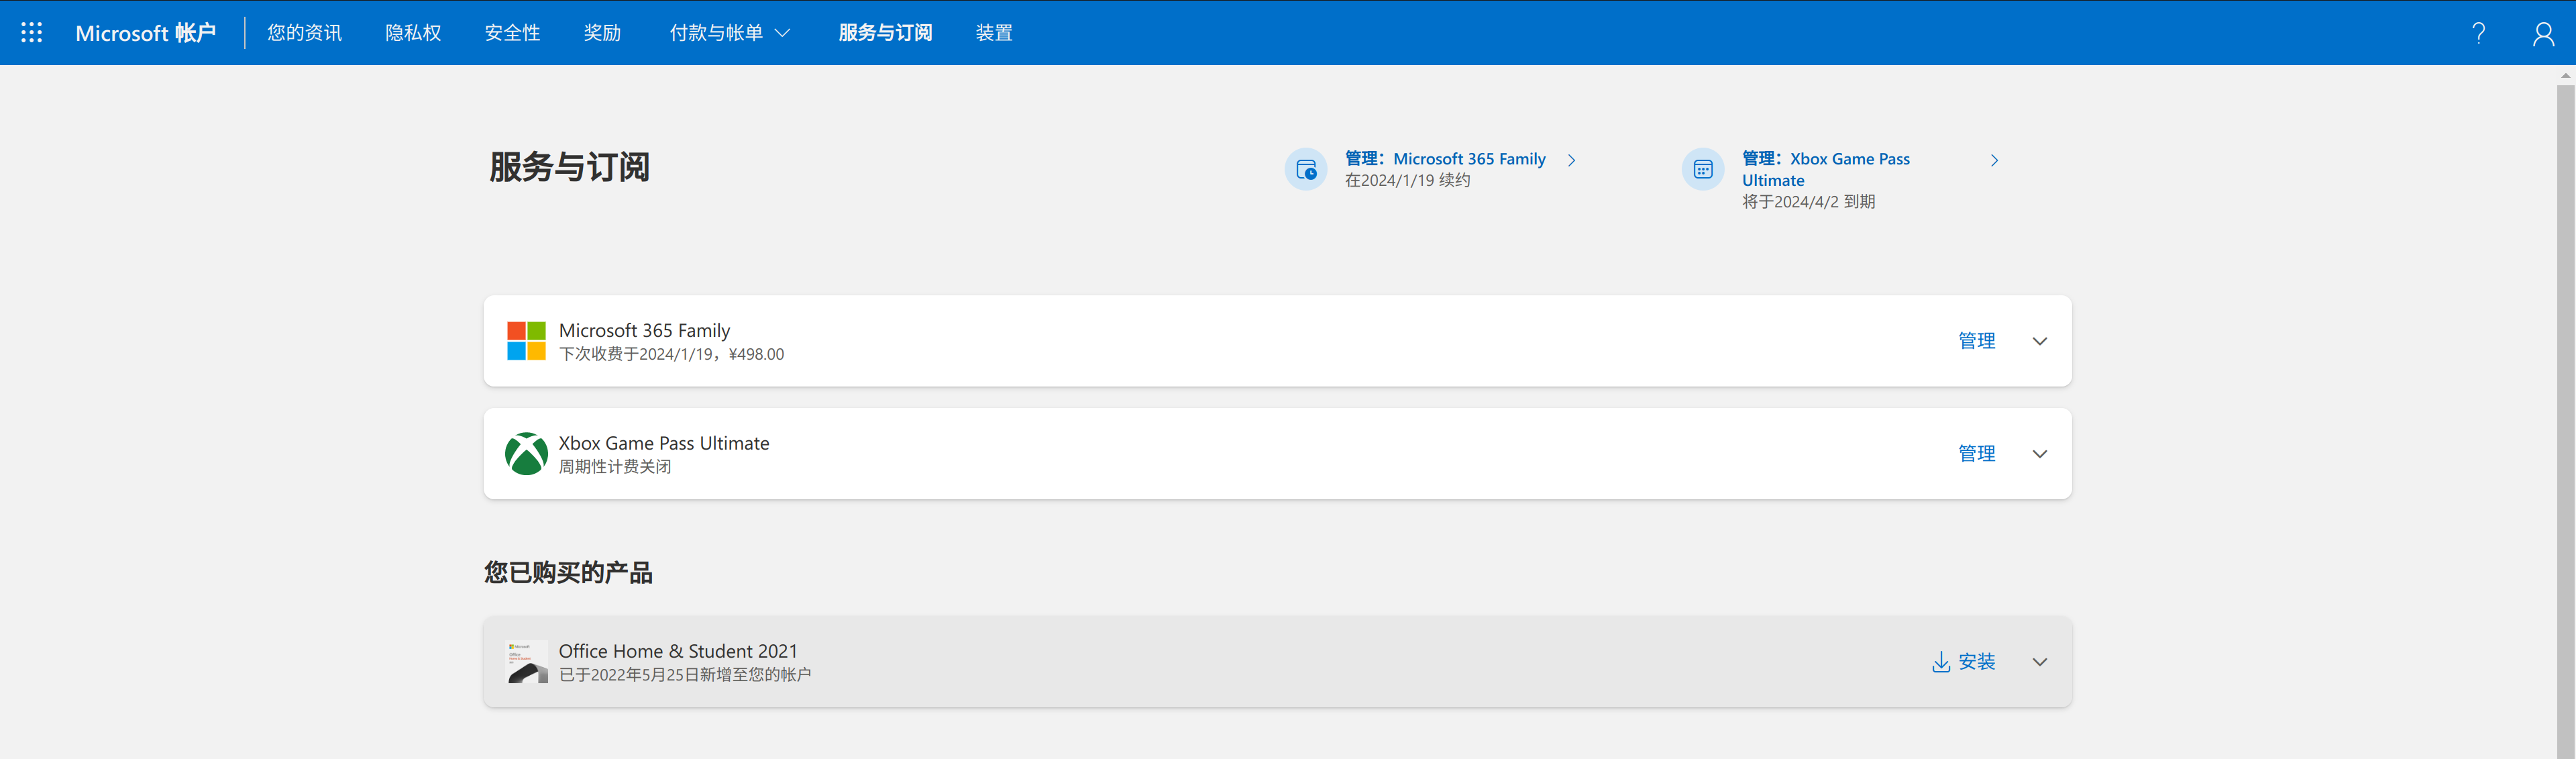 Microsoft 帐户 您的资讯 隐私权 安全性 奖励 付款与帐单 服务与订阅 装置
服务与订阅
管理：Microsoft 365 Family
在2024/1/19 续约
管理：Xbox Game Pass
Ultimate
将于2024/4/2 到期
Microsoft 365 Family
下次收费于2024/1/19，¥498.00
管理
Xbox Game Pass Ultimate
周期性计费关闭
管理
您已购买的产品
Office Home & Student 2021
已于2022年5月25日新增至您的帐户
安装